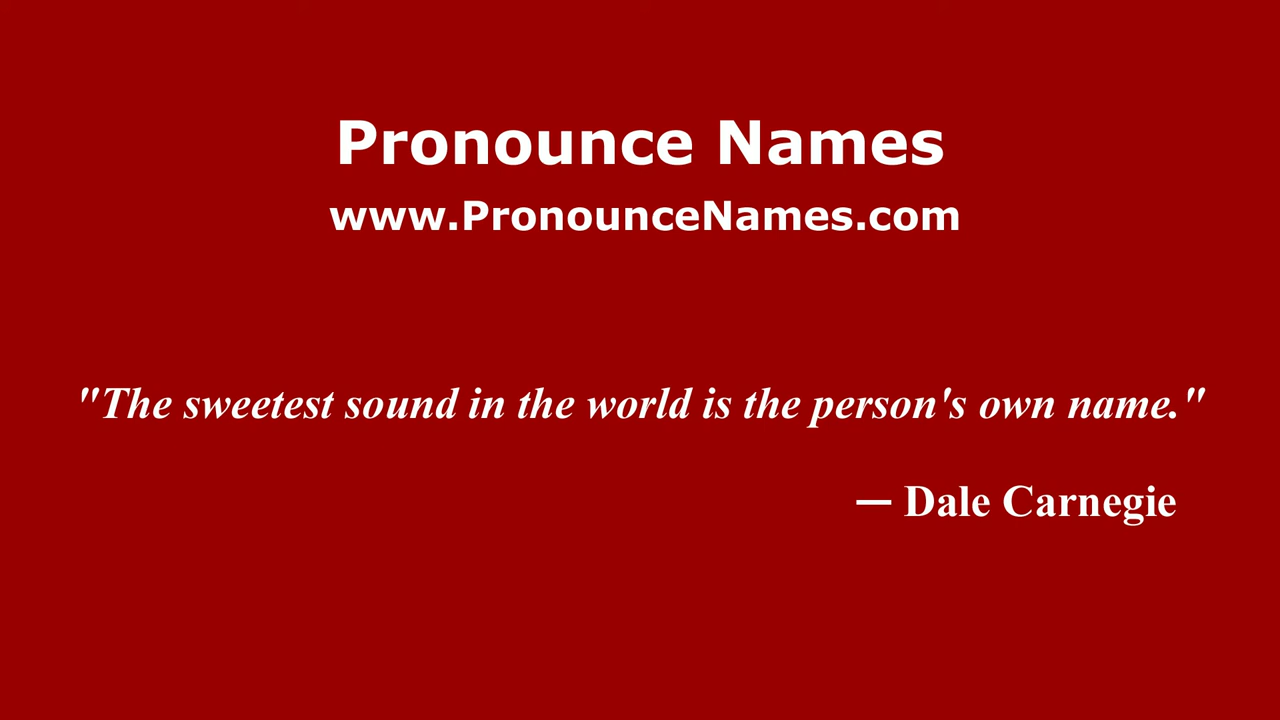 Pronounce Names
www.PronounceNames.com
"The sweetest sound in the world is the person's own name."
— Dale Carnegie